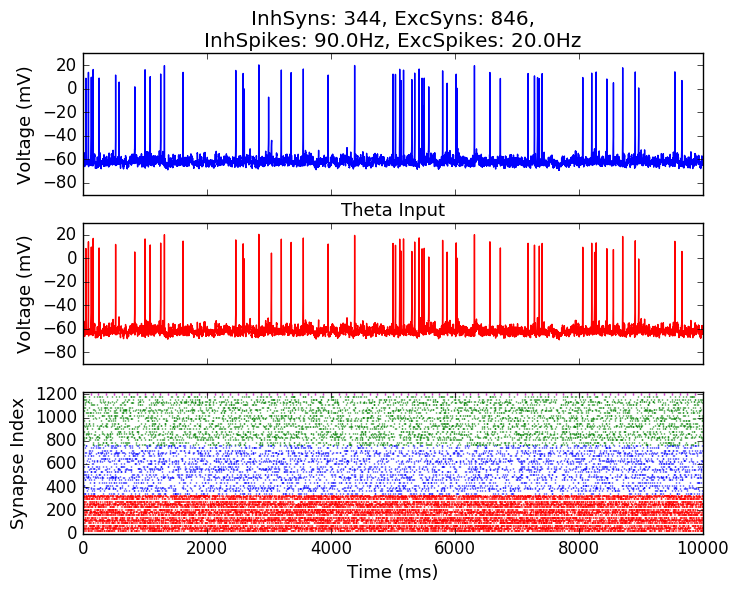 InhSyns: 344, ExcSyns: 846,
InhSpikes: 90.0Hz, ExcSpikes: 20.0Hz
Voltage (mV)
20
0
−20
−40
−60
−80
Theta Input
Voltage (mV)
20
0
−20
−40
−60
−80
Synapse Index
1200
1000
800
600
400
200
0
0 2000 4000 6000 8000 10000
Time (ms)